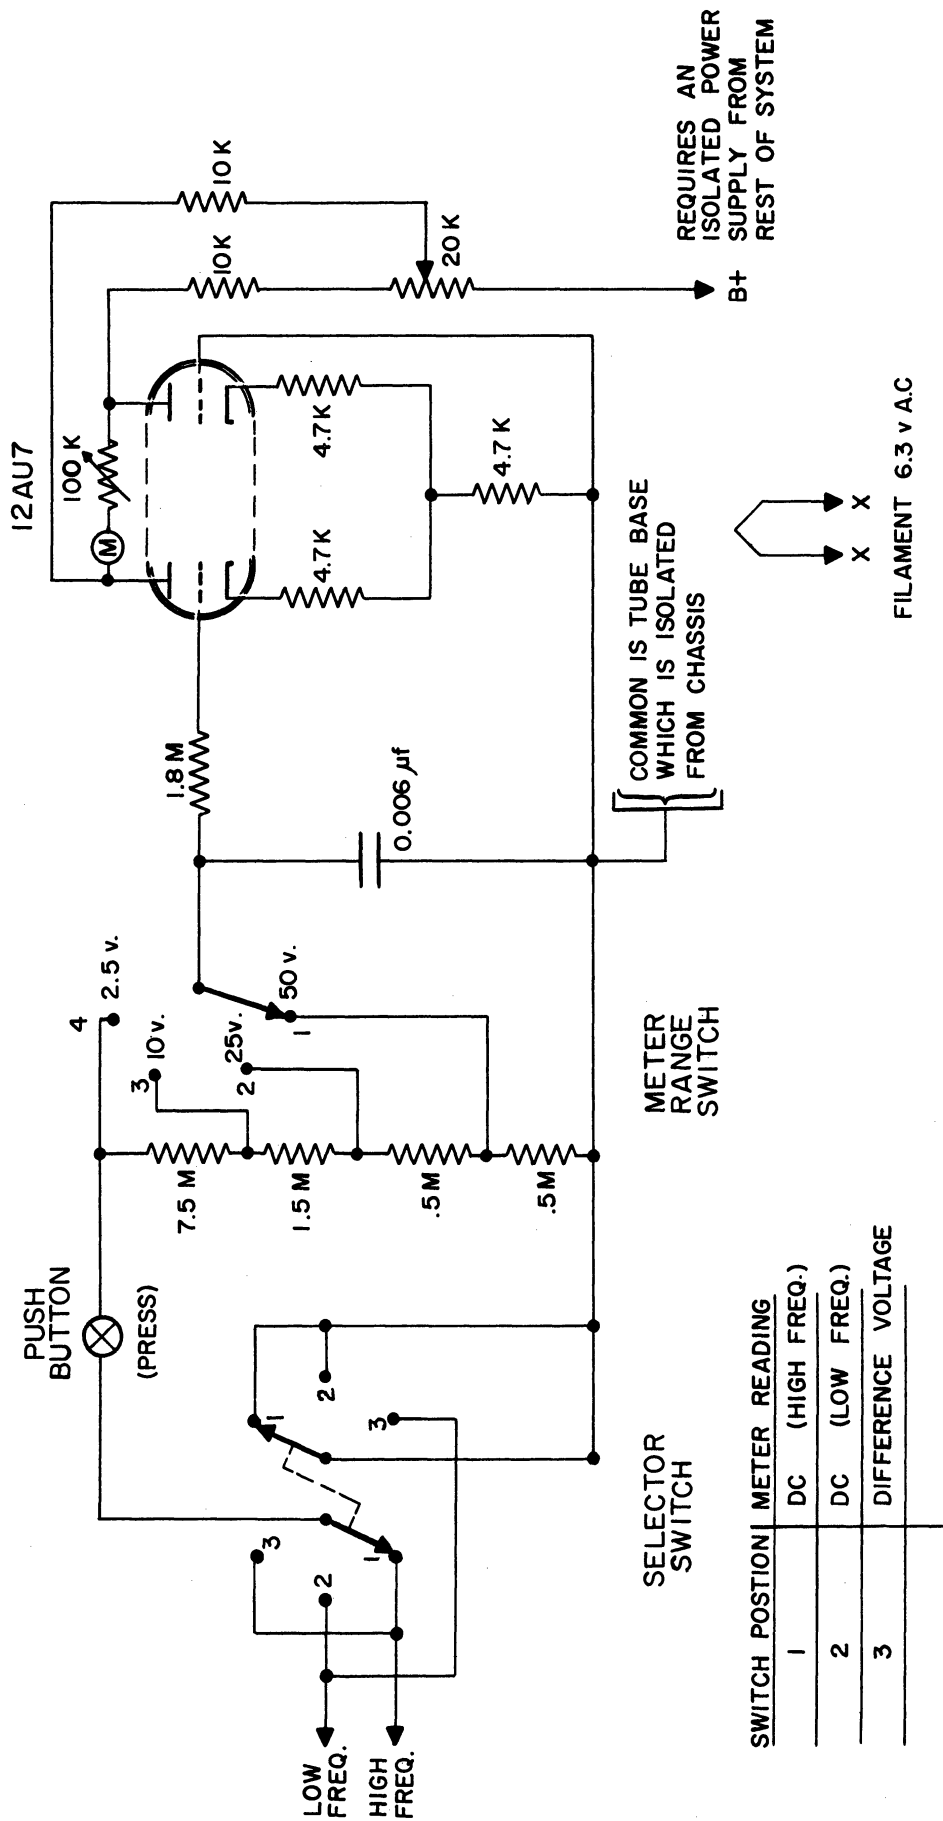 12AU7
100 K
M
10K
10K
20K
4.7K
4.7K
4.7K
1.8M
0.006 µf
B+
REQUIRES AN
ISOLATED POWER
SUPPLY FROM
REST OF SYSTEM
COMMON IS TUBE BASE
WHICH IS ISOLATED
FROM CHASSIS
X
X
FILAMENT 6.3 v A.C
4
2.5 v.
3
10 v.
2
25v.
1
50 v.
7.5 M
1.5 M
.5M
.5M
METER
RANGE
SWITCH
PUSH
BUTTON
(PRESS)
1
2
3
3
2
1
LOW
FREQ.
HIGH
FREQ.
SELECTOR
SWITCH
SWITCH POSTION METER READING
1 DC (HIGH FREQ.)
2 DC (LOW FREQ.)
3 DIFFERENCE VOLTAGE